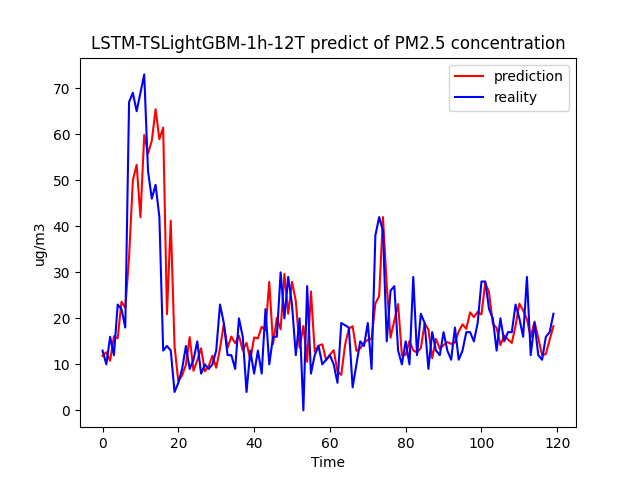 LSTM-TSLightGBM-1h-12T predict of PM2.5 concentration
prediction
reality
70
60
50
40
30
20
10
0
ug/m3
0 20 40 60 80 100 120
Time